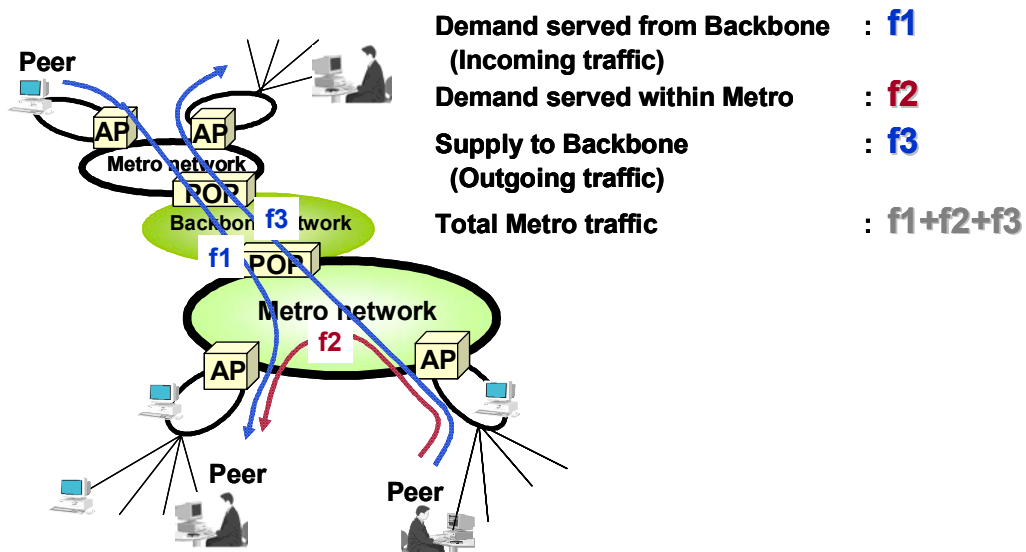 Demand served from Backbone : f1
(Incoming traffic)
Demand served within Metro : f2
Supply to Backbone : f3
(Outgoing traffic)
Total Metro traffic : f1+f2+f3
Peer
AP
AP
Metro network
POP
f3
f1
POP
Metro network
f2
AP
AP
Peer
Peer